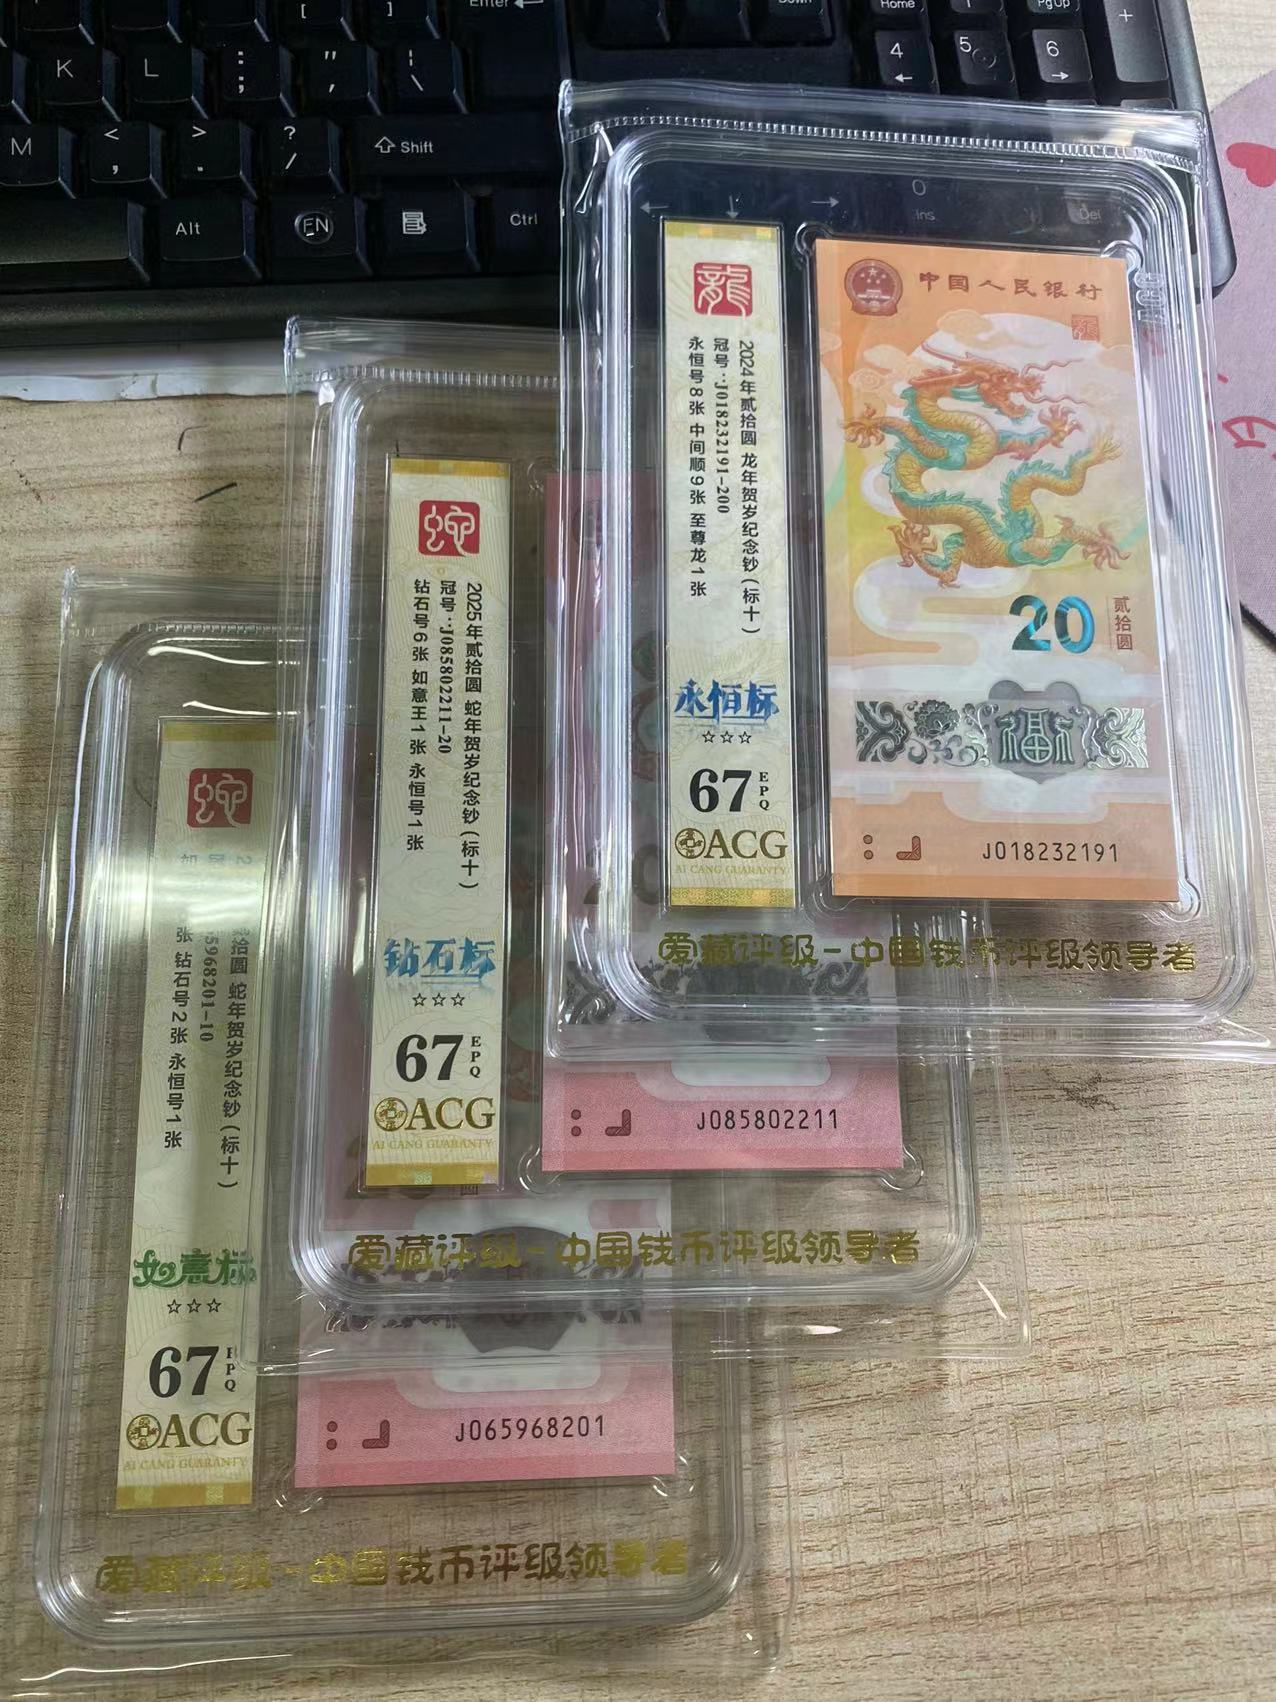 Enter
Home
PgUp
+
[
]
K
L
:
;
"
,
|
\
4
5
6
M
<
,
>
.
?
/
Shift
Alt
FN
Ctrl
0
Ins
Del
龍
2024年贰拾圆 龙年贺岁纪念钞(标十)
冠号:J018232191-200
永恒号8张 中间顺9张 至尊龙1张
永恒标
☆☆☆
67 EPQ
ACG
AI CANG GUARANTY
中国人民银行
20
贰拾圆
福
J018232191
爱藏评级-中国钱币评级领导者
蛇
2025年贰拾圆 蛇年贺岁纪念钞(标十)
冠号:J085802211-20
钻石号6张 如意王1张 永恒号1张
钻石标
☆☆☆
67 EPQ
ACG
AI CANG GUARANTY
J085802211
爱藏评级-中国钱币评级领导者
蛇
贰拾圆 蛇年贺岁纪念钞(标十)
5968201-10
张 钻石号2张 永恒号1张
如意标
☆☆☆
67 EPQ
ACG
AI CANG GUARANTY
J065968201
爱藏评级-中国钱币评级领导者